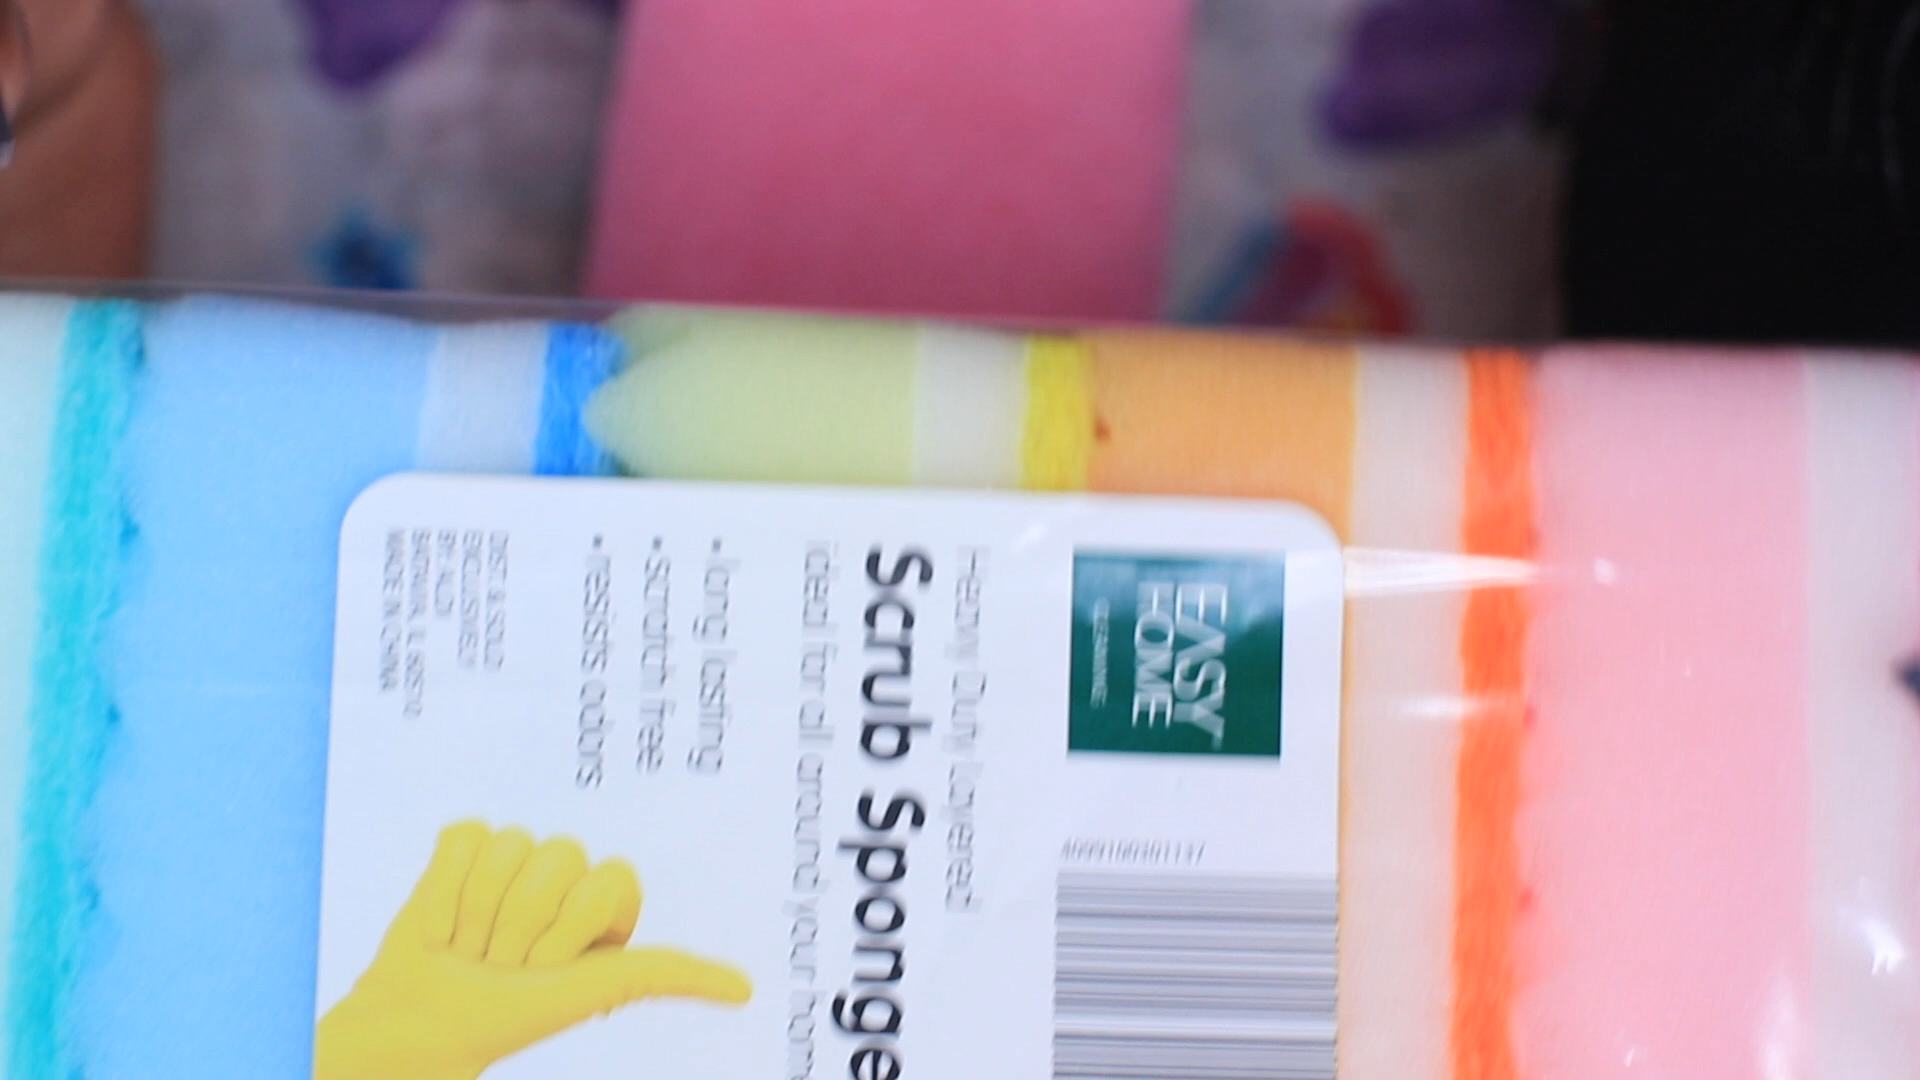 EASY
HOME
Heavy Duty Layered
Scrub Sponge
ideal for all around your home
•long lasting
•scratch free
•resists odors
DIST. & SOLD
EXCLUSIVELY
BY: ALDI
BATAVIA, IL 60510
MADE IN CHINA